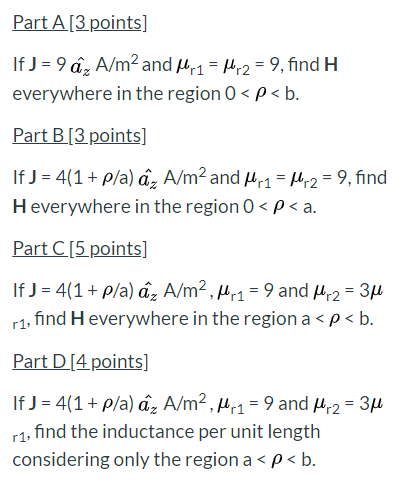 Part A [3 points]
If J = 9 â_z A/m² and μ_r1 = μ_r2 = 9, find H
everywhere in the region 0 < ρ < b.
Part B [3 points]
If J = 4(1 + ρ/a) â_z A/m² and μ_r1 = μ_r2 = 9, find
H everywhere in the region 0 < ρ < a.
Part C [5 points]
If J = 4(1 + ρ/a) â_z A/m² , μ_r1 = 9 and μ_r2 = 3μ
r1, find H everywhere in the region a < ρ < b.
Part D [4 points]
If J = 4(1 + ρ/a) â_z A/m² , μ_r1 = 9 and μ_r2 = 3μ
r1, find the inductance per unit length
considering only the region a < ρ < b.